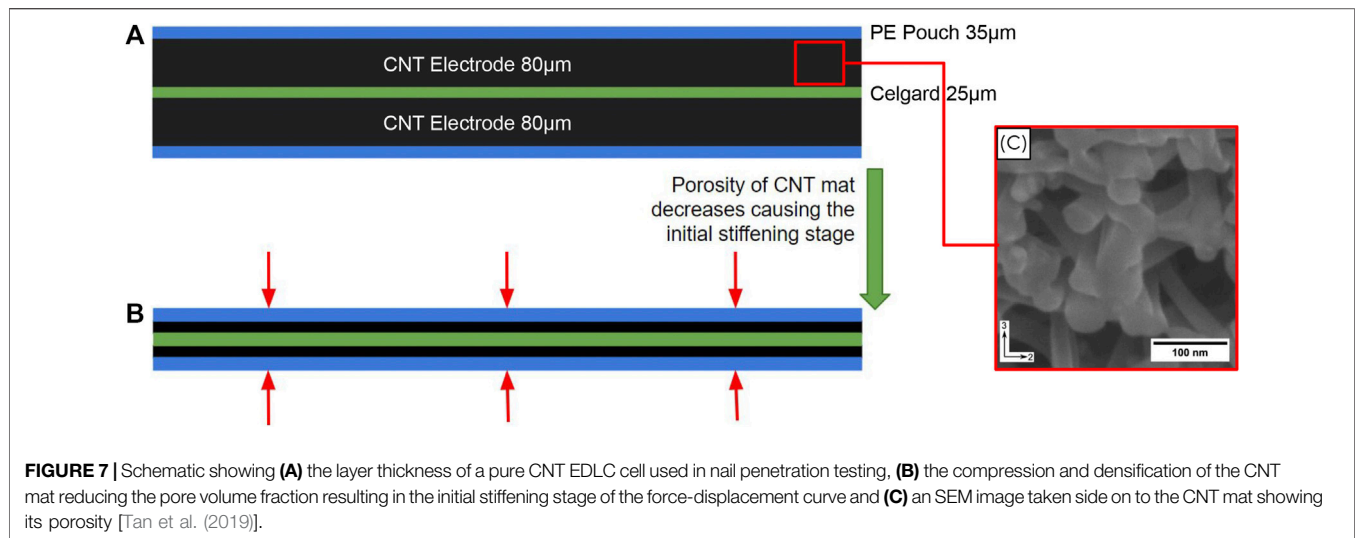 A
PE Pouch 35μm
CNT Electrode 80μm
Celgard 25μm
CNT Electrode 80μm
(C)
Porosity of CNT mat
decreases causing the
initial stiffening stage
B
3
2
100 nm
FIGURE 7 | Schematic showing (A) the layer thickness of a pure CNT EDLC cell used in nail penetration testing, (B) the compression and densification of the CNT
mat reducing the pore volume fraction resulting in the initial stiffening stage of the force-displacement curve and (C) an SEM image taken side on to the CNT mat showing
its porosity [Tan et al. (2019)].